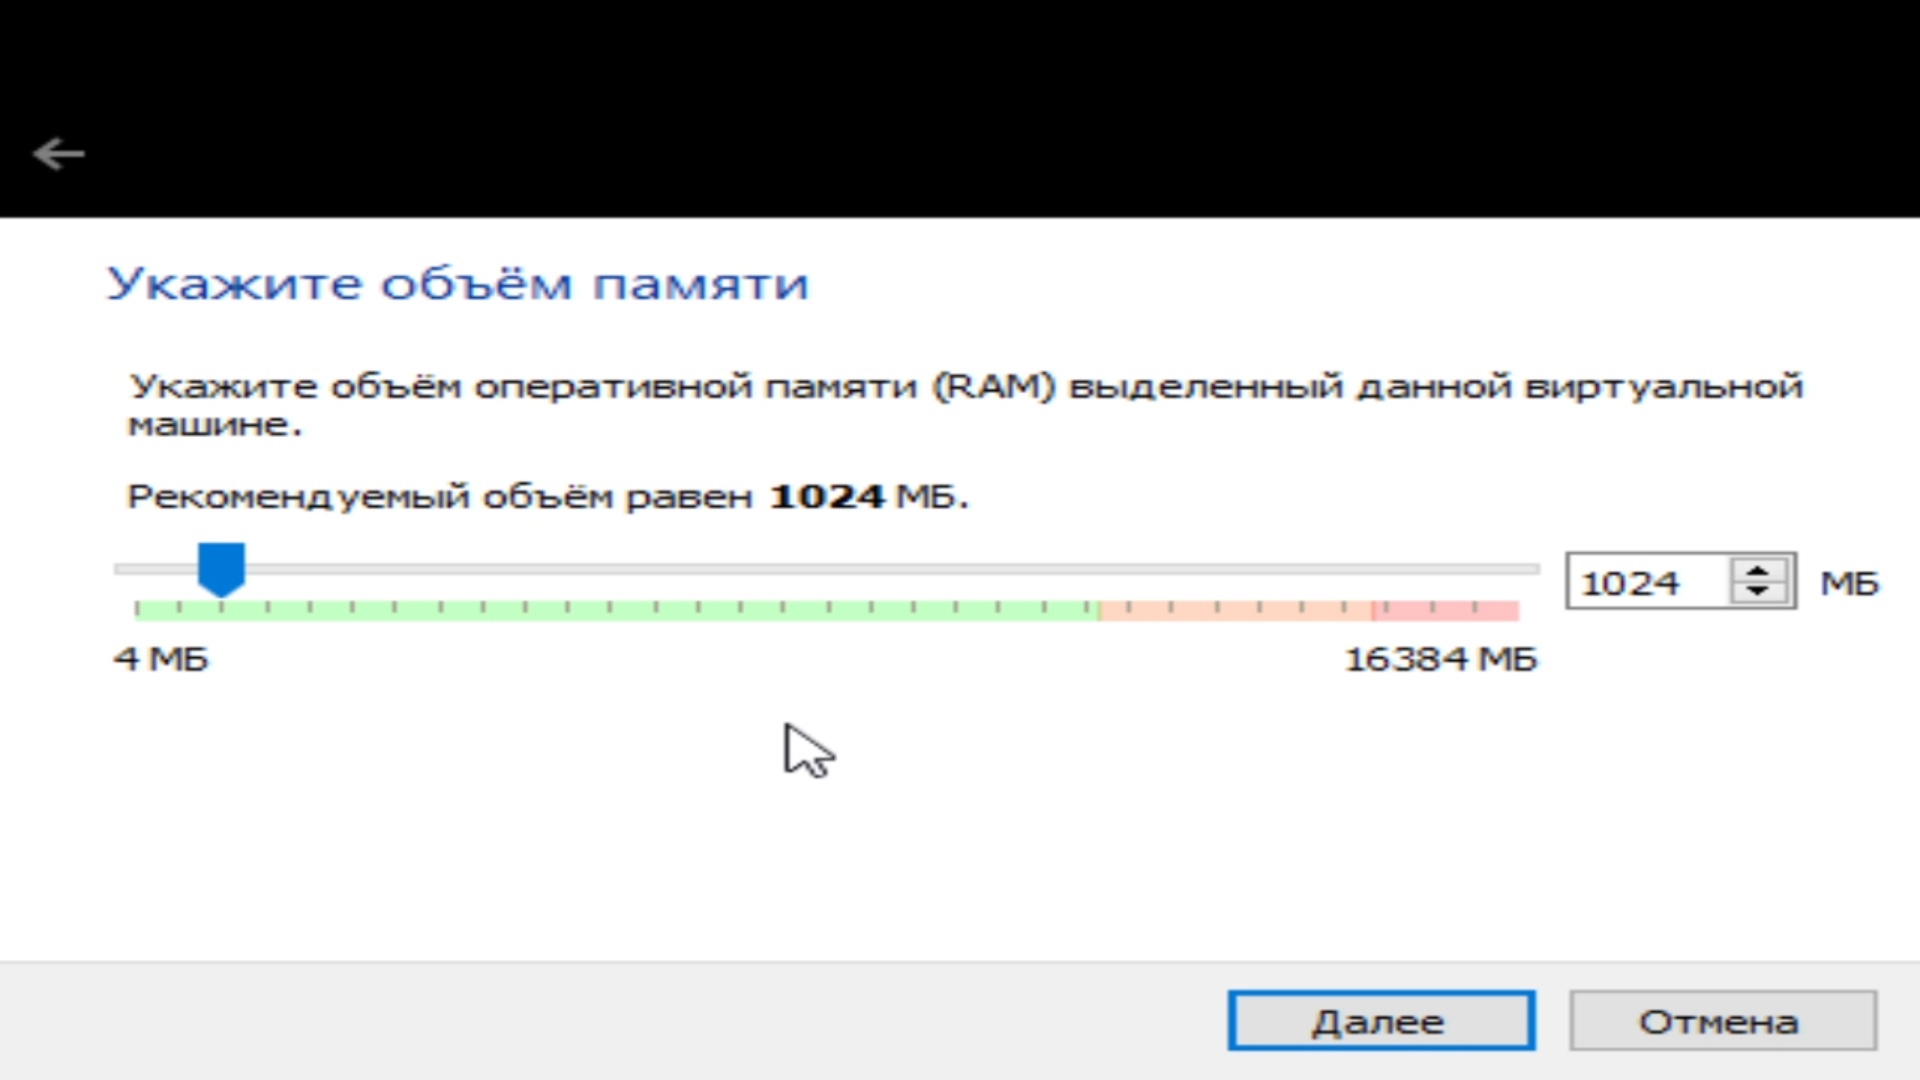 Укажите объём памяти
Укажите объём оперативной памяти (RAM) выделенный данной виртуальной
машине.
Рекомендуемый объём равен 1024 МБ.
1024 МБ
4 МБ 16384 МБ
Далее Отмена